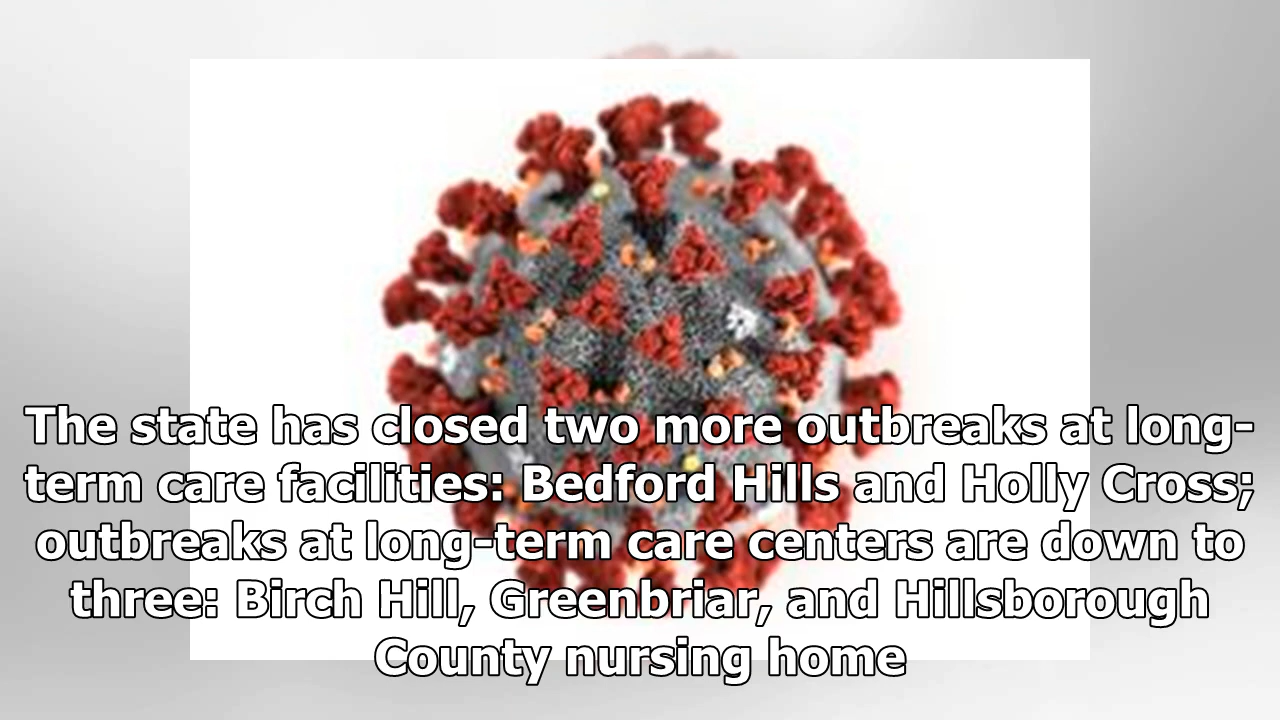 The state has closed two more outbreaks at long-
term care facilities: Bedford Hills and Holly Cross;
outbreaks at long-term care centers are down to
three: Birch Hill, Greenbriar, and Hillsborough
County nursing home